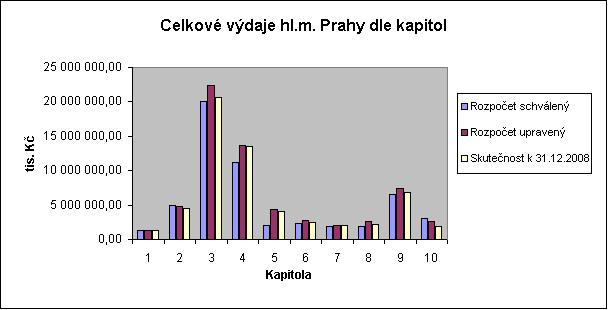 Celkové výdaje hl.m. Prahy dle kapitol
25 000 000,00
20 000 000,00
15 000 000,00
10 000 000,00
5 000 000,00
0,00
tis. Kč
1 2 3 4 5 6 7 8 9 10
Kapitola
Rozpočet schválený
Rozpočet upravený
Skutečnost k 31.12.2008